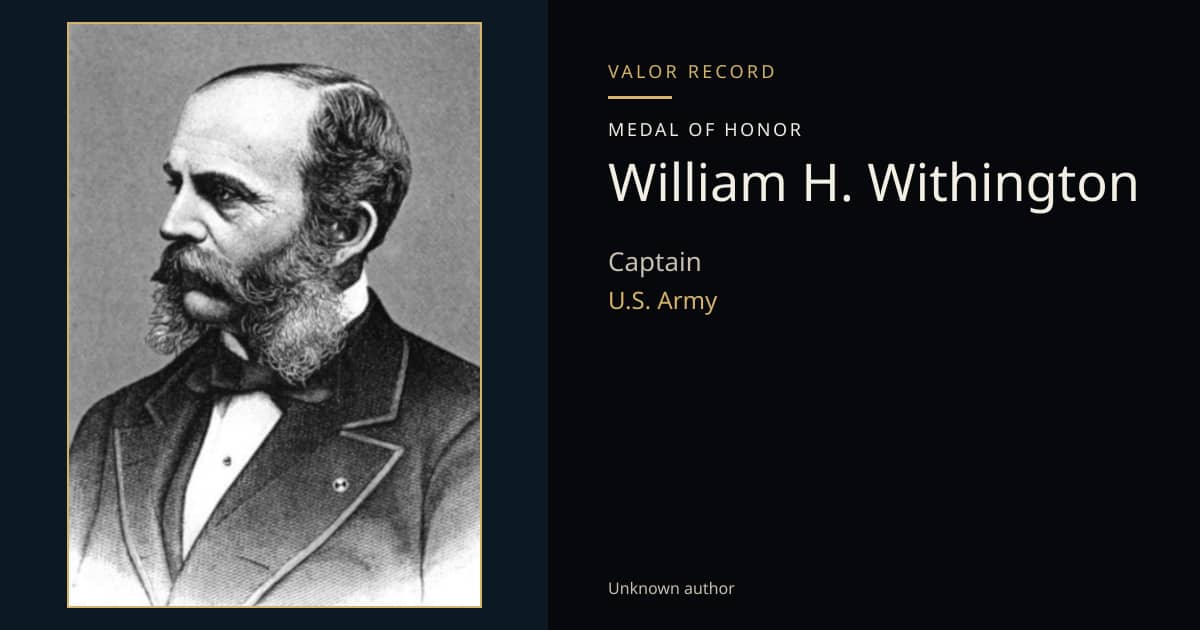 VALOR RECORD
MEDAL OF HONOR
William H. Withington
Captain
U.S. Army
Unknown author